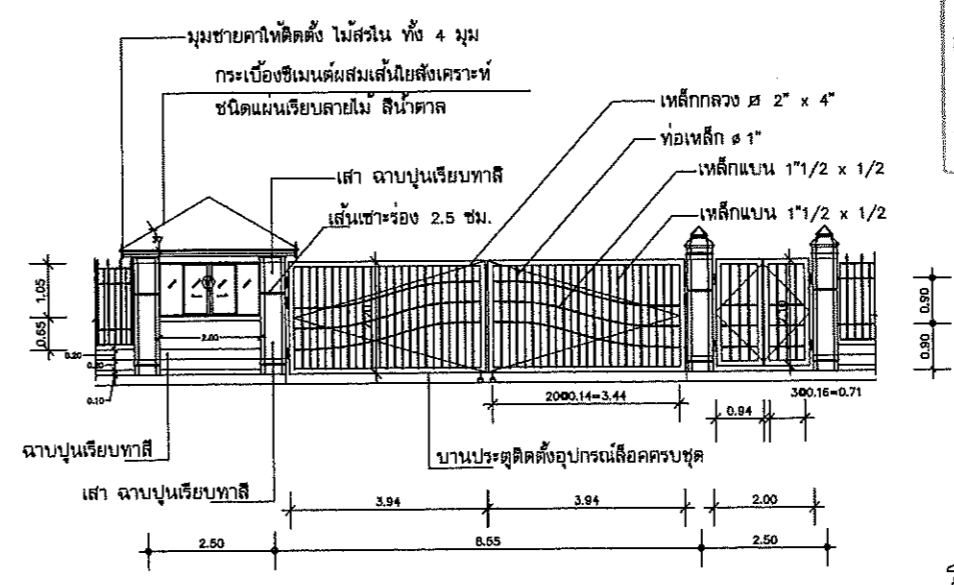 มุมชายคาให้ติดตั้ง ไม้สรไน ทั้ง 4 มุม
กระเบื้องซีเมนต์ผสมเส้นใยสังเคราะห์
ชนิดแผ่นเรียบลายไม้ สีน้ำตาล
เหล็กกลวง ø 2" x 4"
ท่อเหล็ก ø 1"
เหล็กแบน 1"1/2 x 1/2
เหล็กแบน 1"1/2 x 1/2
เสา ฉาบปูนเรียบทาสี
เส้นเซาะร่อง 2.5 ซม.
1.05
0.65
0.20
0.10
2.00
0.90
0.90
2000.14=3.44
300.16=0.71
0.94
ฉาบปูนเรียบทาสี
บานประตูติดตั้งอุปกรณ์ล็อคครบชุด
เสา ฉาบปูนเรียบทาสี
3.94
3.94
2.00
2.50
8.55
2.50